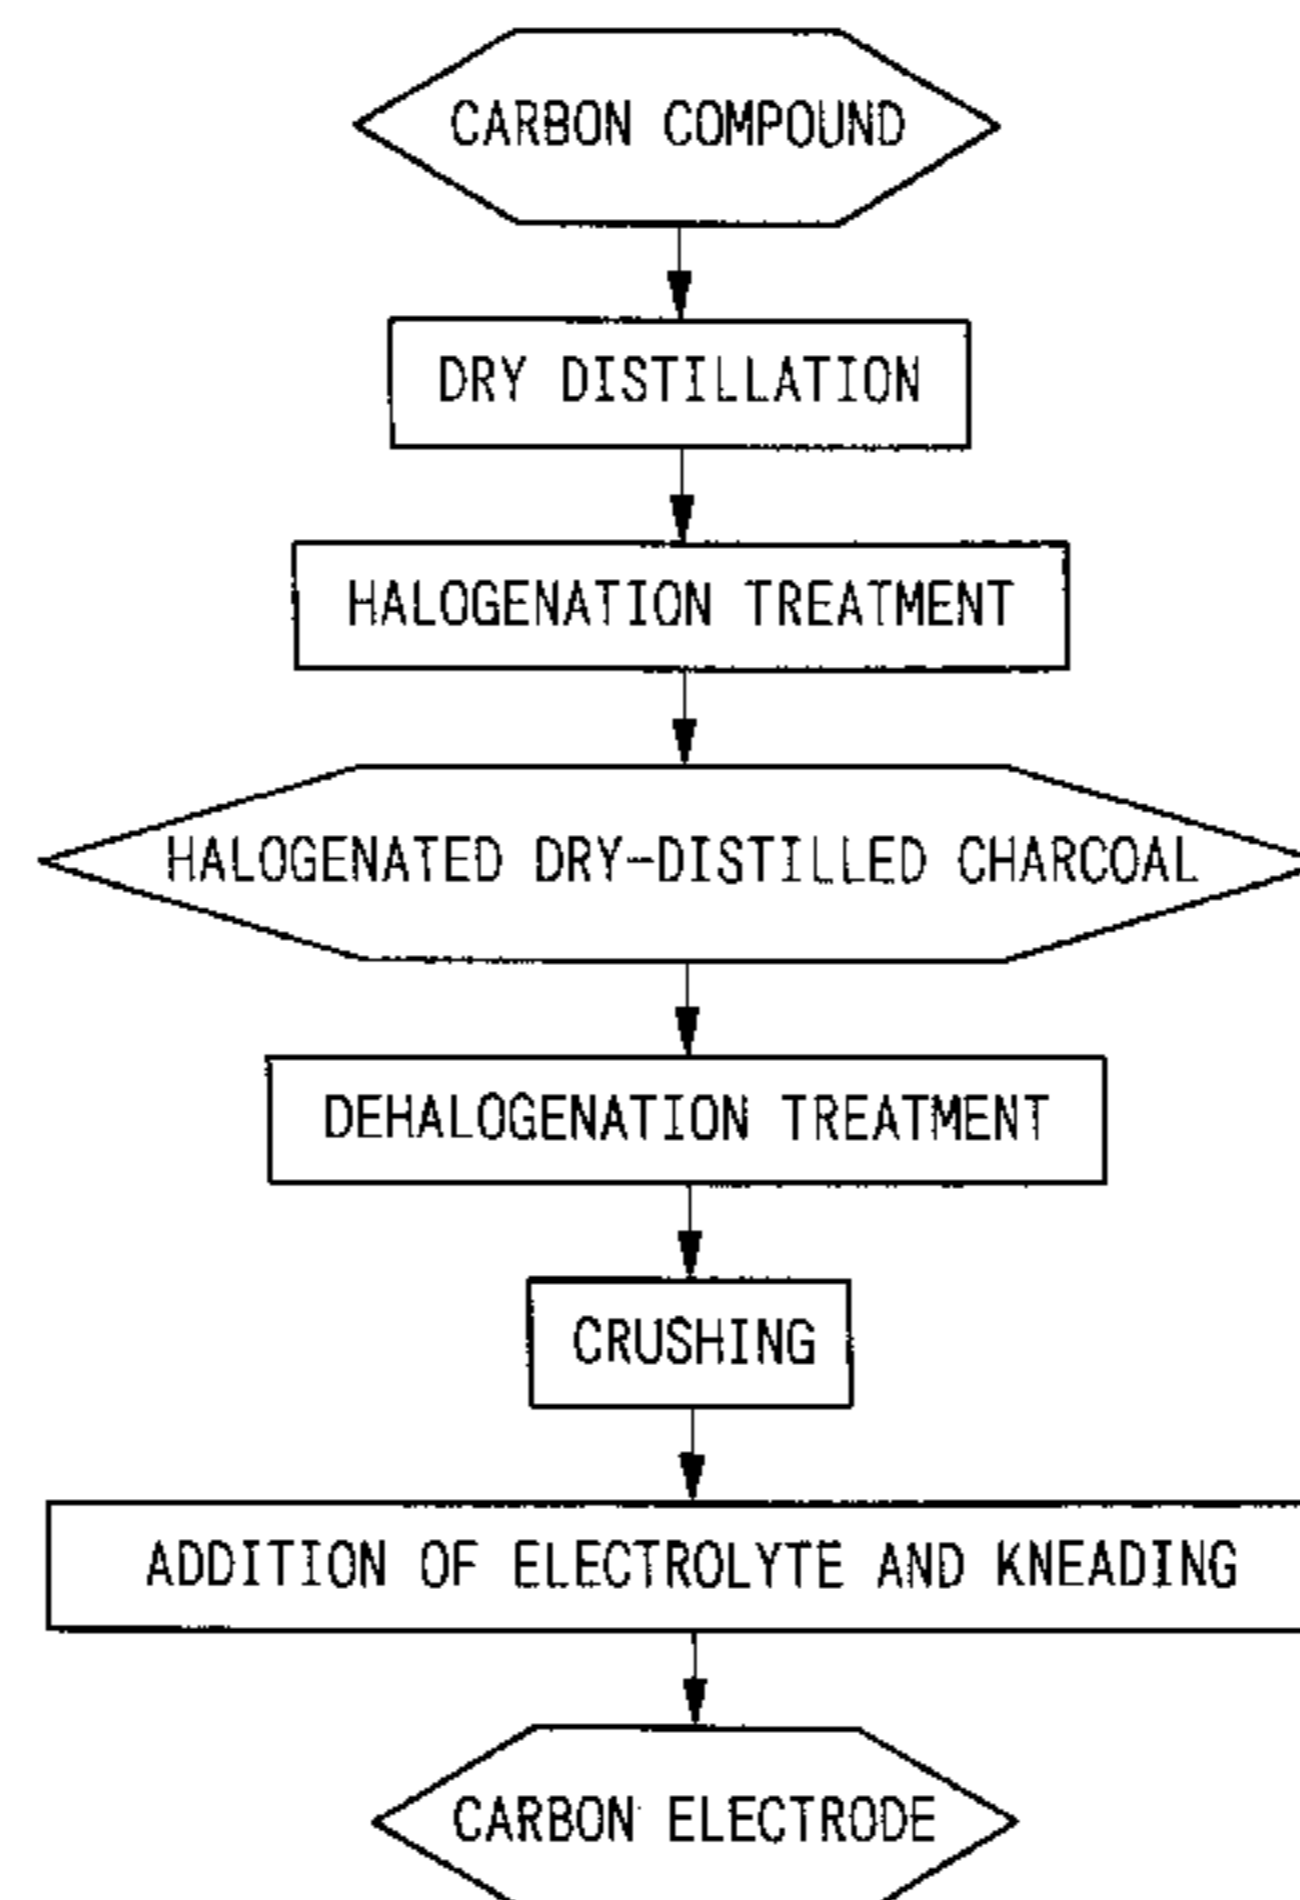 CARBON COMPOUND
DRY DISTILLATION
HALOGENATION TREATMENT
HALOGENATED DRY-DISTILLED CHARCOAL
DEHALOGENATION TREATMENT
CRUSHING
ADDITION OF ELECTROLYTE AND KNEADING
CARBON ELECTRODE